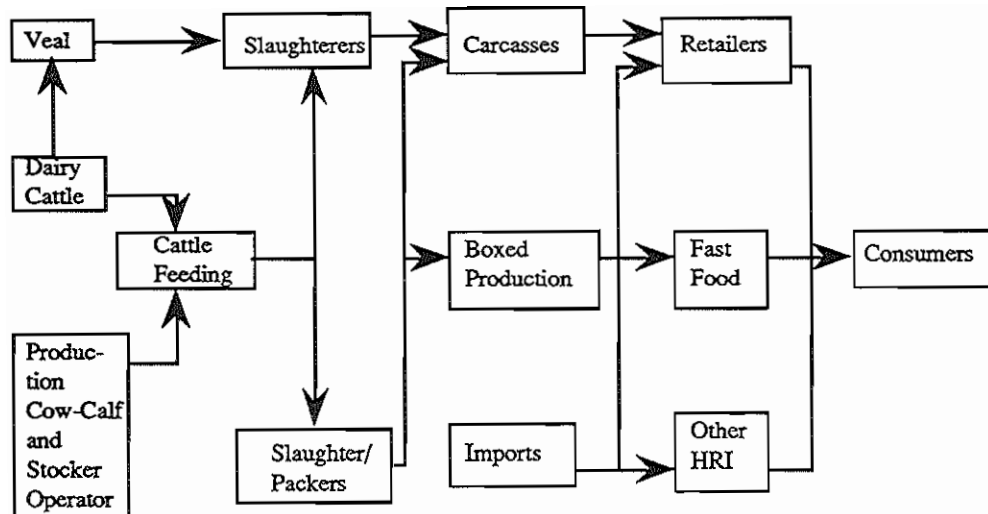 Veal
Slaughterers
Carcasses
Retailers
Dairy
Cattle
Cattle
Feeding
Boxed
Production
Fast
Food
Consumers
Produc-
tion
Cow-Calf
and
Stocker
Operator
Slaughter/
Packers
Imports
Other
HRI